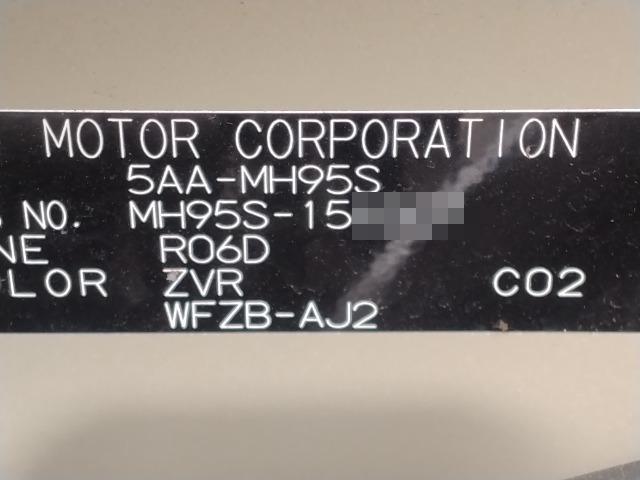 MOTOR CORPORATION
5AA-MH95S
NO. MH95S-15
NE R06D
LOR ZVR C02
WFZB-AJ2